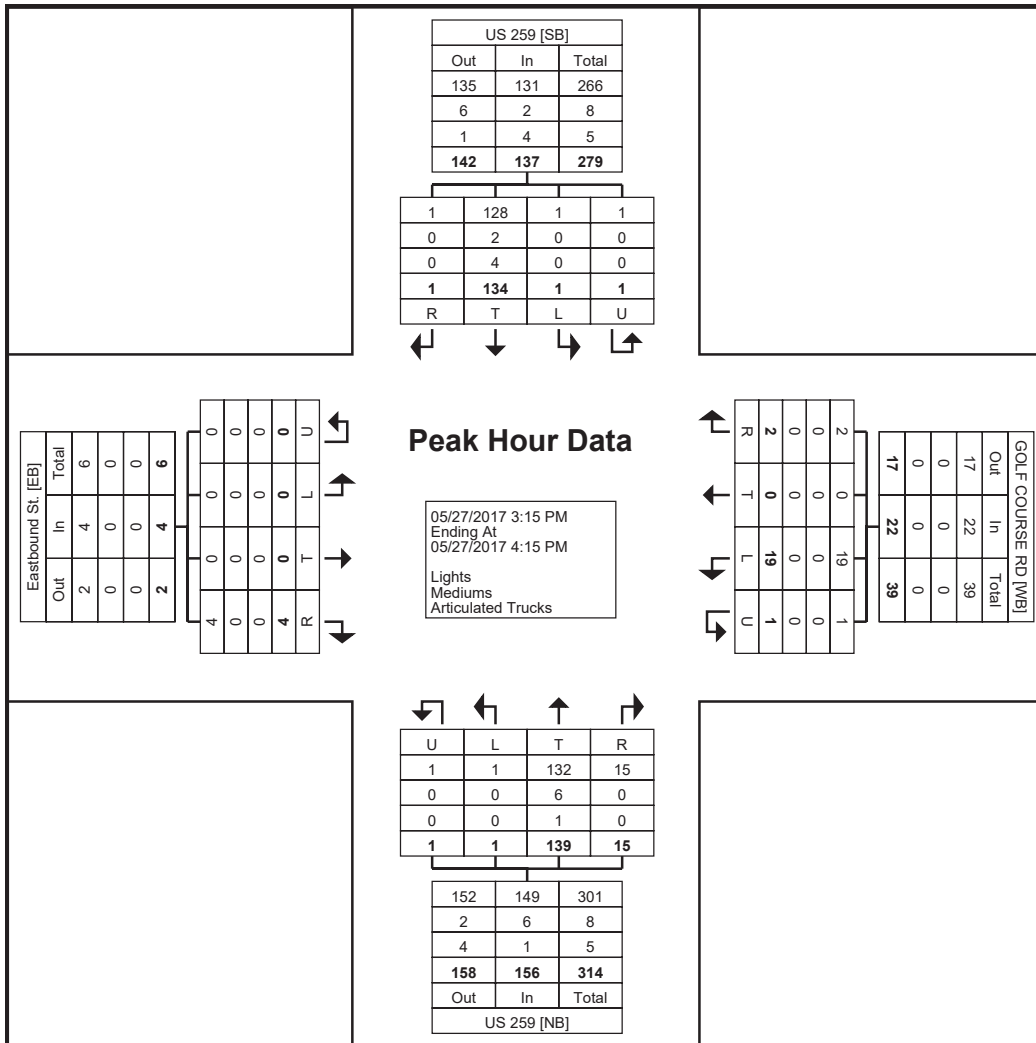 US 259 [SB]
Out In Total
135 131 266
6 2 8
1 4 5
142 137 279
1 128 1 1
0 2 0 0
0 4 0 0
1 134 1 1
R T L U
Peak Hour Data
05/27/2017 3:15 PM
Ending At
05/27/2017 4:15 PM
Lights
Mediums
Articulated Trucks
Eastbound St. [EB]
Total In Out
6 4 2
0 0 0
0 0 0
6 4 2
0 0 0 4
0 0 0 0
0 0 0 0
0 0 0 4
U L T R
GOLF COURSE RD [WB]
Out In Total
17 22 39
0 0 0
0 0 0
17 22 39
2 0 19 1
0 0 0 0
0 0 0 0
2 0 19 1
R T L U
U L T R
1 1 132 15
0 0 6 0
0 0 1 0
1 1 139 15
152 149 301
2 6 8
4 1 5
158 156 314
Out In Total
US 259 [NB]